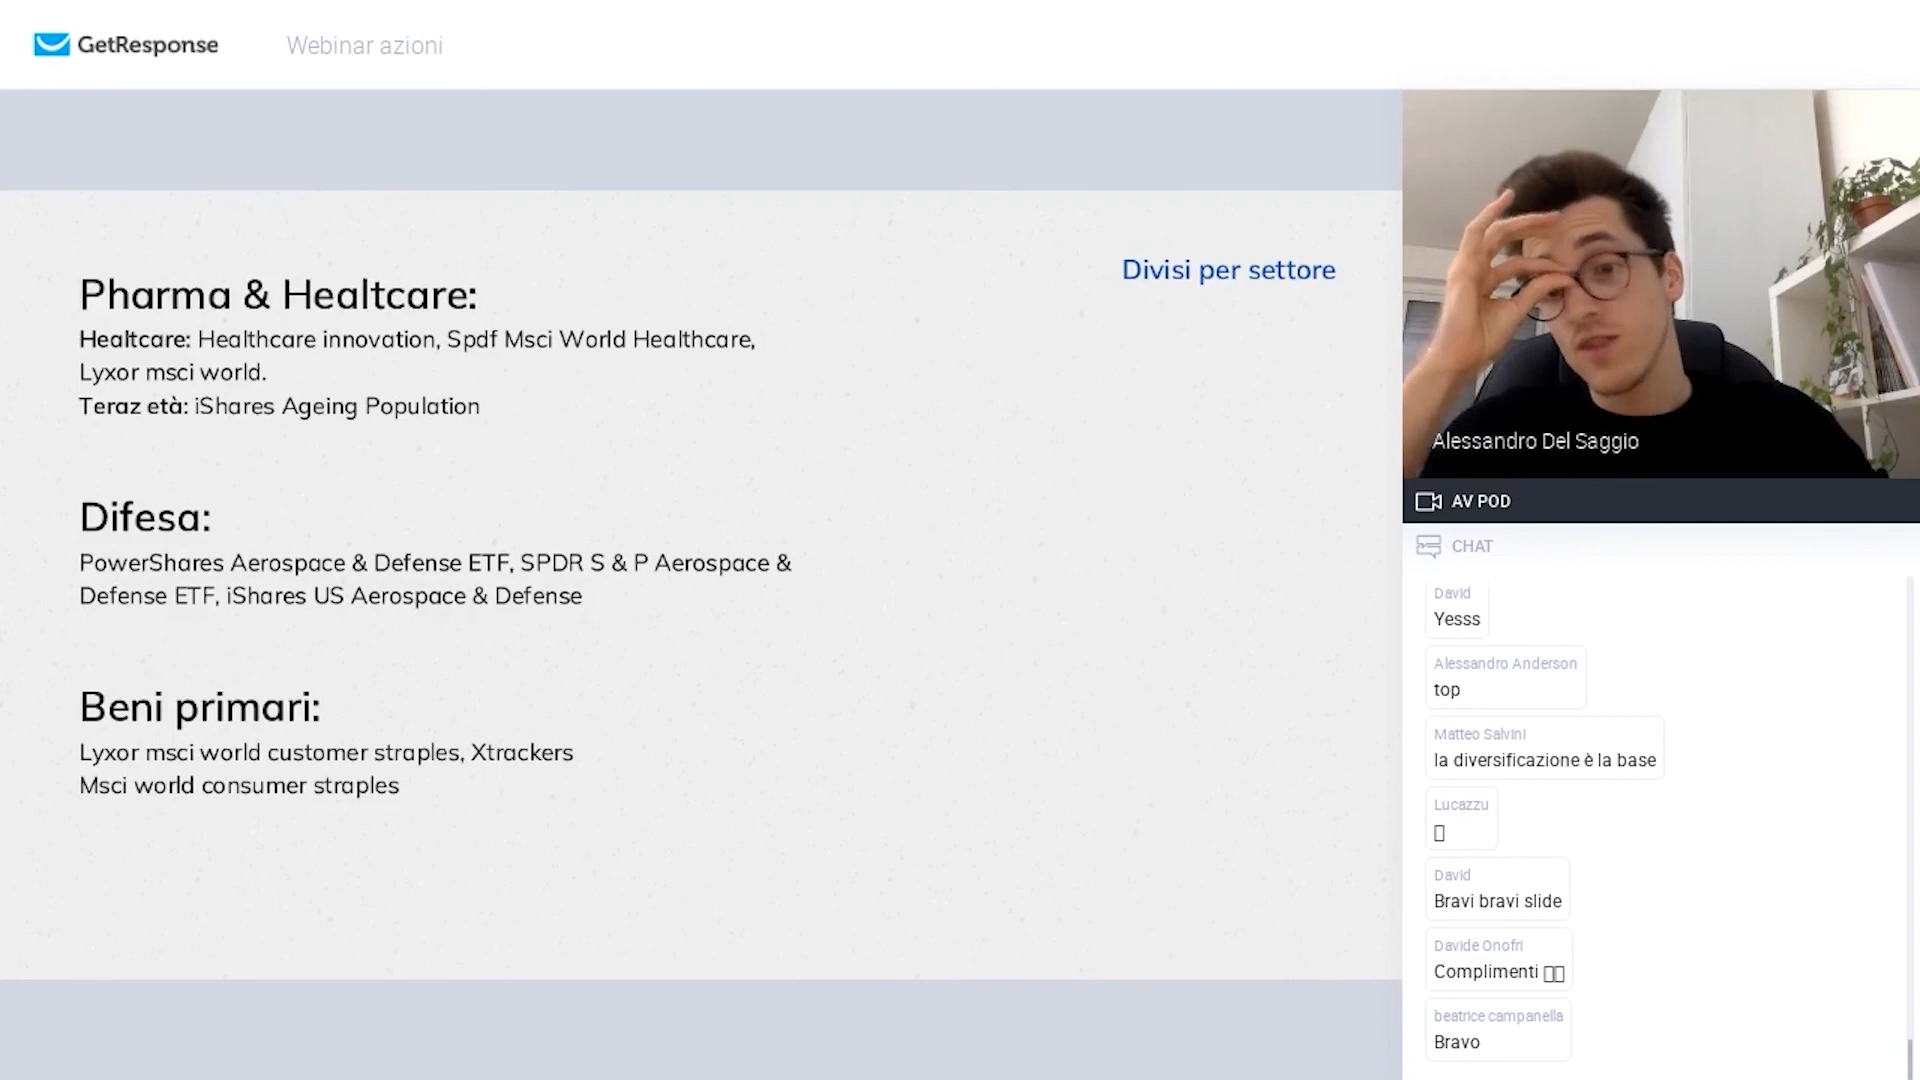 GetResponse
Webinar azioni
Divisi per settore
Pharma & Healtcare:
Healtcare: Healthcare innovation, Spdf Msci World Healthcare,
Lyxor msci world.
Teraz età: iShares Ageing Population
Difesa:
PowerShares Aerospace & Defense ETF, SPDR S & P Aerospace &
Defense ETF, iShares US Aerospace & Defense
Beni primari:
Lyxor msci world customer straples, Xtrackers
Msci world consumer straples
Alessandro Del Saggio
AV POD
CHAT
David
Yesss
Alessandro Anderson
top
Matteo Salvini
la diversificazione è la base
Lucazzu
David
Bravi bravi slide
Davide Onofri
Complimenti
beatrice campanella
Bravo